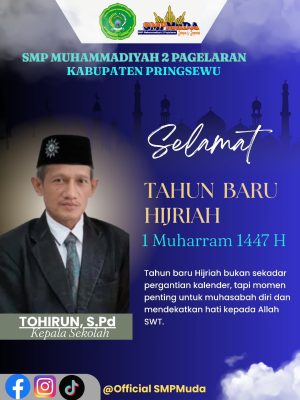 SMPMUDA
SMP MUHAMMADIYAH 2 PAGELARAN
KABUPATEN PRINGSEWU
Selamat
TAHUN BARU
HIJRIAH
1 Muharram 1447 H
Tahun baru Hijriah bukan sekadar
pergantian kalender, tapi momen
penting untuk muhasabah diri dan
mendekatkan hati kepada Allah
SWT.
TOHIRUN, S.Pd
Kepala Sekolah
@Official SMPMuda